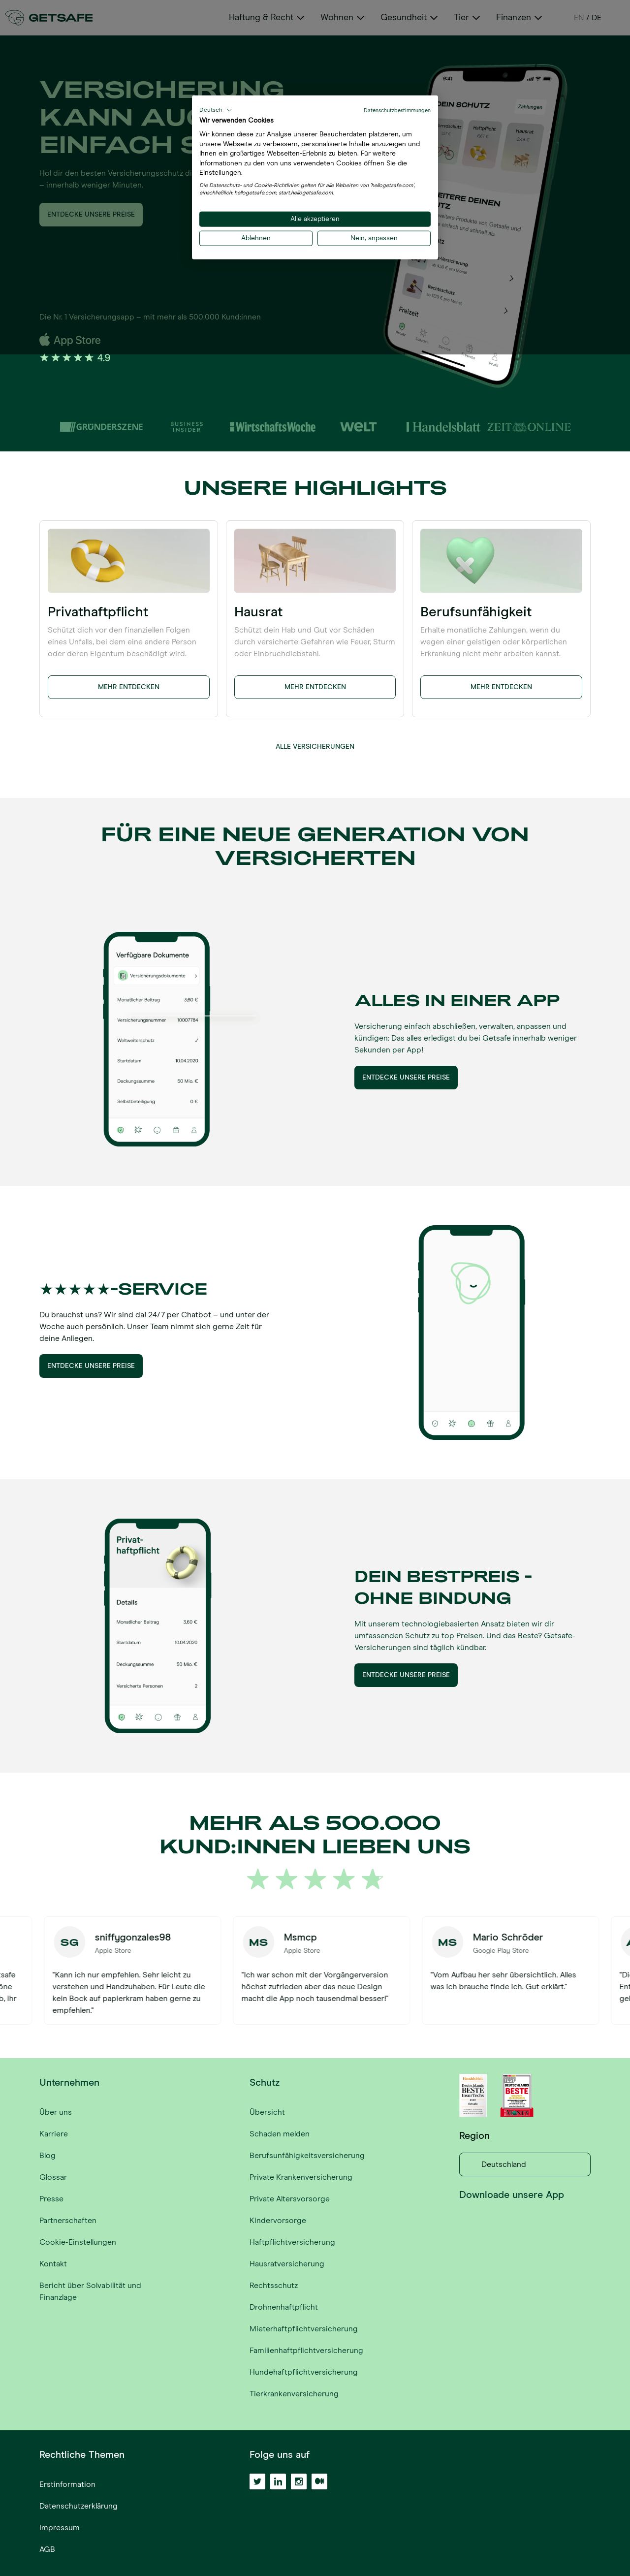 GETSAFE
Haftung & Recht
Wohnen
Gesundheit
Tier
Finanzen
EN / DE
VERSICHERUNG
KANN AUC
EINFACH S
Hol dir den besten Versicherungsschutz di
– innerhalb weniger Minuten.
ENTDECKE UNSERE PREISE
Deutsch
Datenschutzbestimmungen
Wir verwenden Cookies
Wir können diese zur Analyse unserer Besucherdaten platzieren, um
unsere Webseite zu verbessern, personalisierte Inhalte anzuzeigen und
Ihnen ein großartiges Webseiten-Erlebnis zu bieten. Für weitere
Informationen zu den von uns verwendeten Cookies öffnen Sie die
Einstellungen.
Die Datenschutz- und Cookie-Richtlinien gelten für alle Webeiten von 'hellogetsafe.com',
einschließlich: hellogetsafe.com, start.hellogetsafe.com.
Alle akzeptieren
Ablehnen
Nein, anpassen
9:41
DEIN SCHUTZ
Zahlungen
Hausrat
Freizeit
Die Nr. 1 Versicherungsapp – mit mehr als 500.000 Kund:innen
App Store
4.9
GRÜNDERSZENE
BUSINESS
INSIDER
WirtschaftsWoche
WELT
Handelsblatt
ZEIT ONLINE
UNSERE HIGHLIGHTS
Privathaftpflicht
Schützt dich vor den finanziellen Folgen
eines Unfalls, bei dem eine andere Person
oder deren Eigentum beschädigt wird.
MEHR ENTDECKEN
Hausrat
Schützt dein Hab und Gut vor Schäden
durch versicherte Gefahren wie Feuer, Sturm
oder Einbruchdiebstahl.
MEHR ENTDECKEN
Berufsunfähigkeit
Erhalte monatliche Zahlungen, wenn du
wegen einer geistigen oder körperlichen
Erkrankung nicht mehr arbeiten kannst.
MEHR ENTDECKEN
ALLE VERSICHERUNGEN
FÜR EINE NEUE GENERATION VON
VERSICHERTEN
Verfügbare Dokumente
Versicherungsdokumente
Monatlicher Beitrag 3,60 €
Versicherungsnummer 10007784
Weltweiterschutz
Startdatum 10.04.2020
Deckungssumme 50 Mio. €
Selbstbeteiligung 0 €
ALLES IN EINER APP
Versicherung einfach abschließen, verwalten, anpassen und
kündigen: Das alles erledigst du bei Getsafe innerhalb weniger
Sekunden per App!
ENTDECKE UNSERE PREISE
★★★★★-SERVICE
Du brauchst uns? Wir sind da! 24/7 per Chatbot – und unter der
Woche auch persönlich. Unser Team nimmt sich gerne Zeit für
deine Anliegen.
ENTDECKE UNSERE PREISE
Privat-
haftpflicht
Details
Monatlicher Beitrag 3,60 €
Startdatum 10.04.2020
Deckungssumme 50 Mio. €
Versicherte Personen 2
DEIN BESTPREIS -
OHNE BINDUNG
Mit unserem technologiebasierten Ansatz bieten wir dir
umfassenden Schutz zu top Preisen. Und das Beste? Getsafe-
Versicherungen sind täglich kündbar.
ENTDECKE UNSERE PREISE
MEHR ALS 500.000
KUND:INNEN LIEBEN UNS
SG
sniffygonzales98
Apple Store
"Kann ich nur empfehlen. Sehr leicht zu
verstehen und Handzuhaben. Für Leute die
kein Bock auf papierkram haben gerne zu
empfehlen."
MS
Msmcp
Apple Store
"Ich war schon mit der Vorgängerversion
höchst zufrieden aber das neue Design
macht die App noch tausendmal besser!"
MS
Mario Schröder
Google Play Store
"Vom Aufbau her sehr übersichtlich. Alles
was ich brauche finde ich. Gut erklärt."
Unternehmen
Über uns
Karriere
Blog
Glossar
Presse
Partnerschaften
Cookie-Einstellungen
Kontakt
Bericht über Solvabilität und
Finanzlage
Schutz
Übersicht
Schaden melden
Berufsunfähigkeitsversicherung
Private Krankenversicherung
Private Altersvorsorge
Kindervorsorge
Haftpflichtversicherung
Hausratversicherung
Rechtsschutz
Drohnenhaftpflicht
Mieterhaftpflichtversicherung
Familienhaftpflichtversicherung
Hundehaftpflichtversicherung
Tierkrankenversicherung
BESTE
BESTE
Region
Deutschland
Downloade unsere App
Rechtliche Themen
Erstinformation
Datenschutzerklärung
Impressum
AGB
Folge uns auf